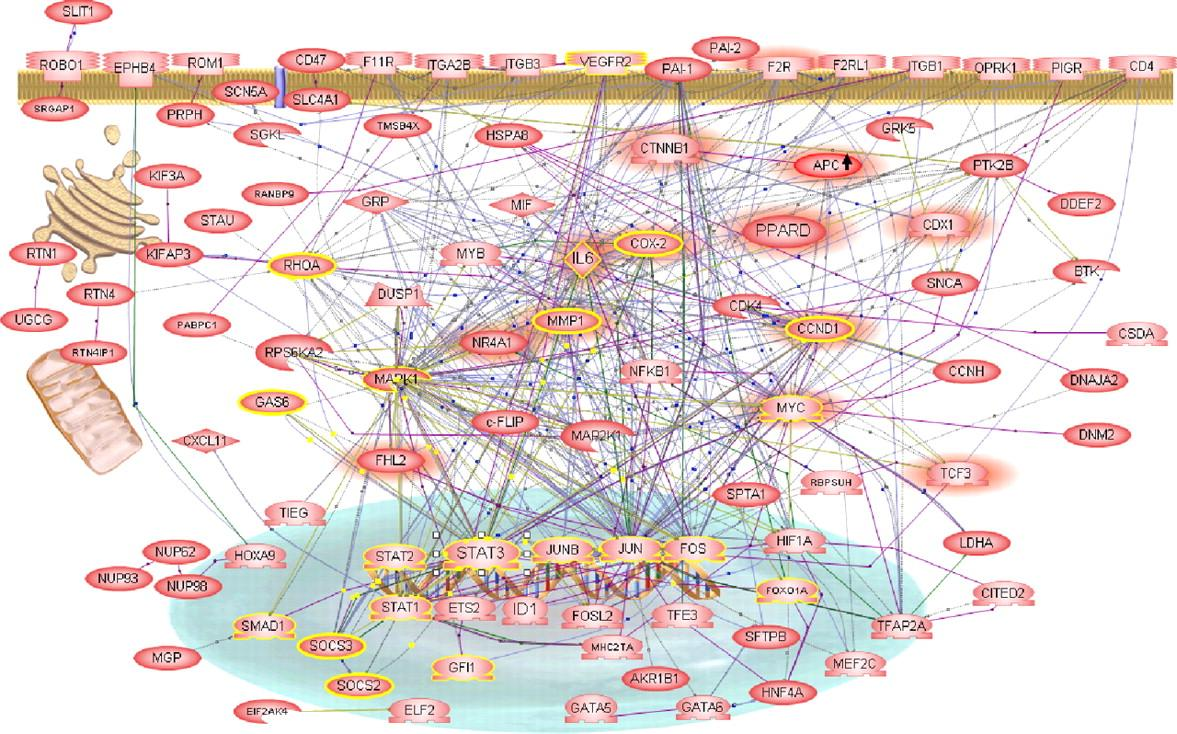 SLIT1
PAI-2
ROBO1
EPHB4
ROM1
CD47
F11R
ITGA2B
ITGB3
VEGFR2
PAI-1
F2R
F2RL1
ITGB1
OPRK1
PIGR
CD4
SCN5A
SLC4A1
SRGAP1
PRPH
SGKL
TMSB4X
HSPA8
GRK5
CTNNB1
APC
PTK2B
KIF3A
RANBP9
GRP
MIF
DDEF2
STAU
PPARD
CDX1
RTN1
KIFAP3
RHOA
MYB
IL6
COX-2
BTK
SNCA
RTN4
DUSP1
CDK4
UGCG
PABPC1
MMP1
CCND1
CSDA
RTN4IP1
RPS6KA2
NR4A1
NFKB1
CCNH
MAPK1
DNAJA2
GAS6
MYC
c-FLIP
MAP2K1
DNM2
CXCL11
FHL2
TCF3
RBPSUH
SPTA1
TIEG
NUP62
HOXA9
STAT2
STAT3
JUNB
JUN
FOS
HIF1A
LDHA
NUP93
NUP98
FOXO1A
CITED2
STAT1
ETS2
ID1
FOSL2
TFE3
SMAD1
TFAP2A
SOCS3
MHC2TA
SFTPB
MGP
GFI1
MEF2C
SOCS2
AKR1B1
HNF4A
EIF2AK4
ELF2
GATA5
GATA6